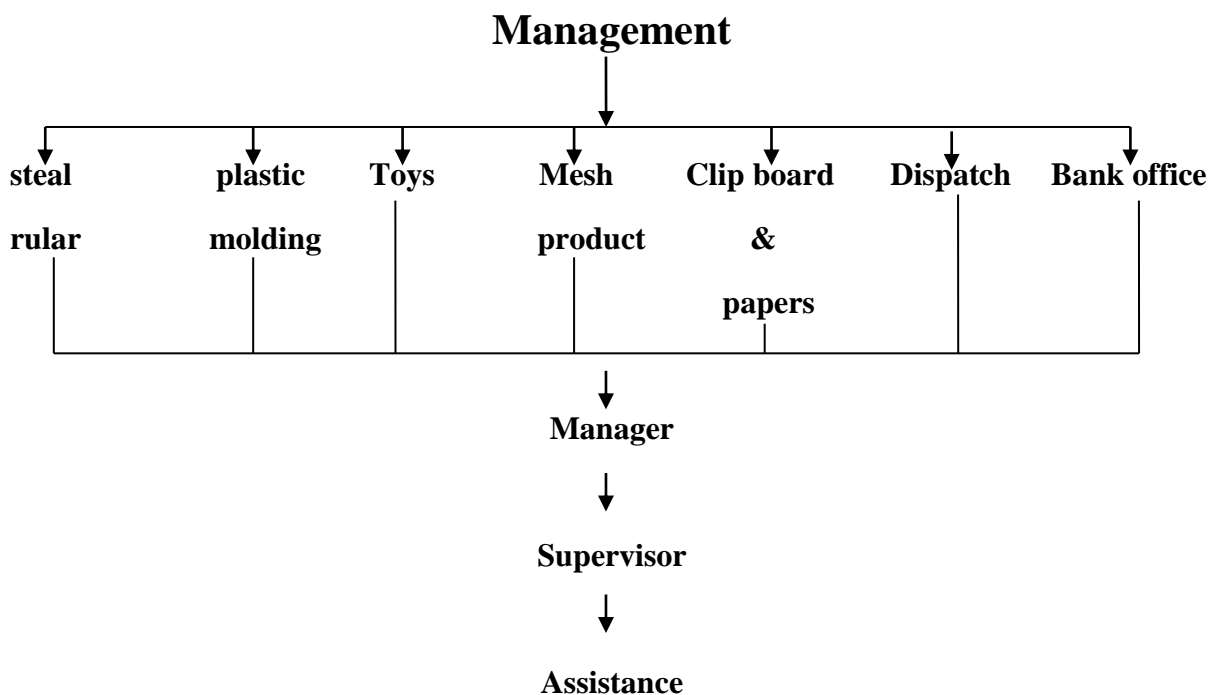 Management
steal plastic Toys Mesh Clip board Dispatch Bank office
rular molding product &
papers
Manager
Supervisor
Assistance